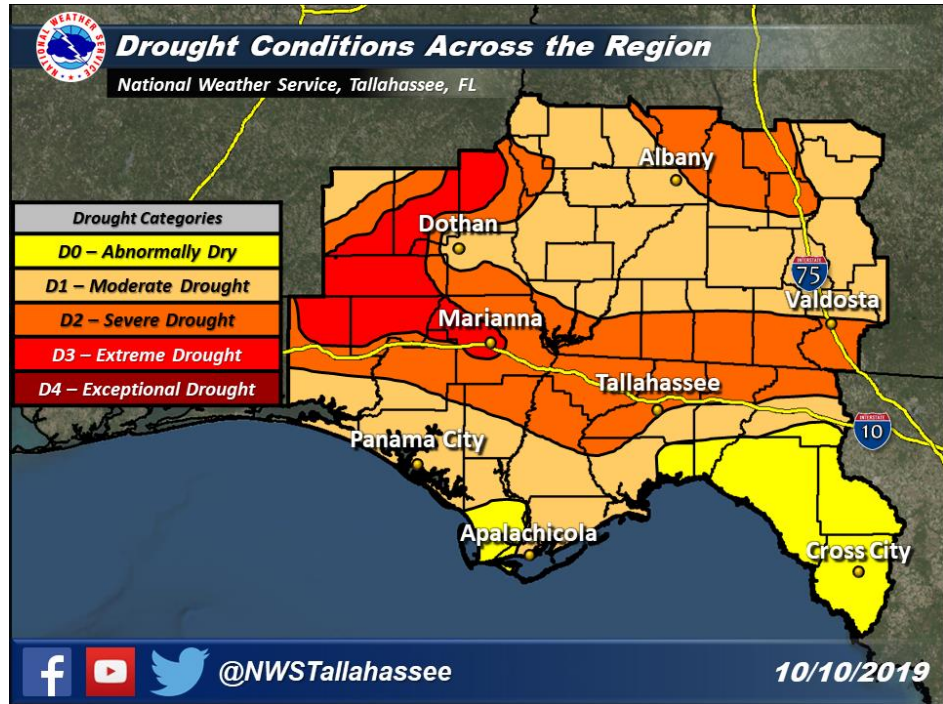 NATIONAL WEATHER SERVICE
Drought Conditions Across the Region
National Weather Service, Tallahassee, FL
Albany
Drought Categories
D0 – Abnormally Dry
D1 – Moderate Drought
D2 – Severe Drought
D3 – Extreme Drought
D4 – Exceptional Drought
Dothan
INTERSTATE
75
Valdosta
Marianna
Tallahassee
INTERSTATE
10
Panama City
Apalachicola
Cross City
@NWSTallahassee
10/10/2019